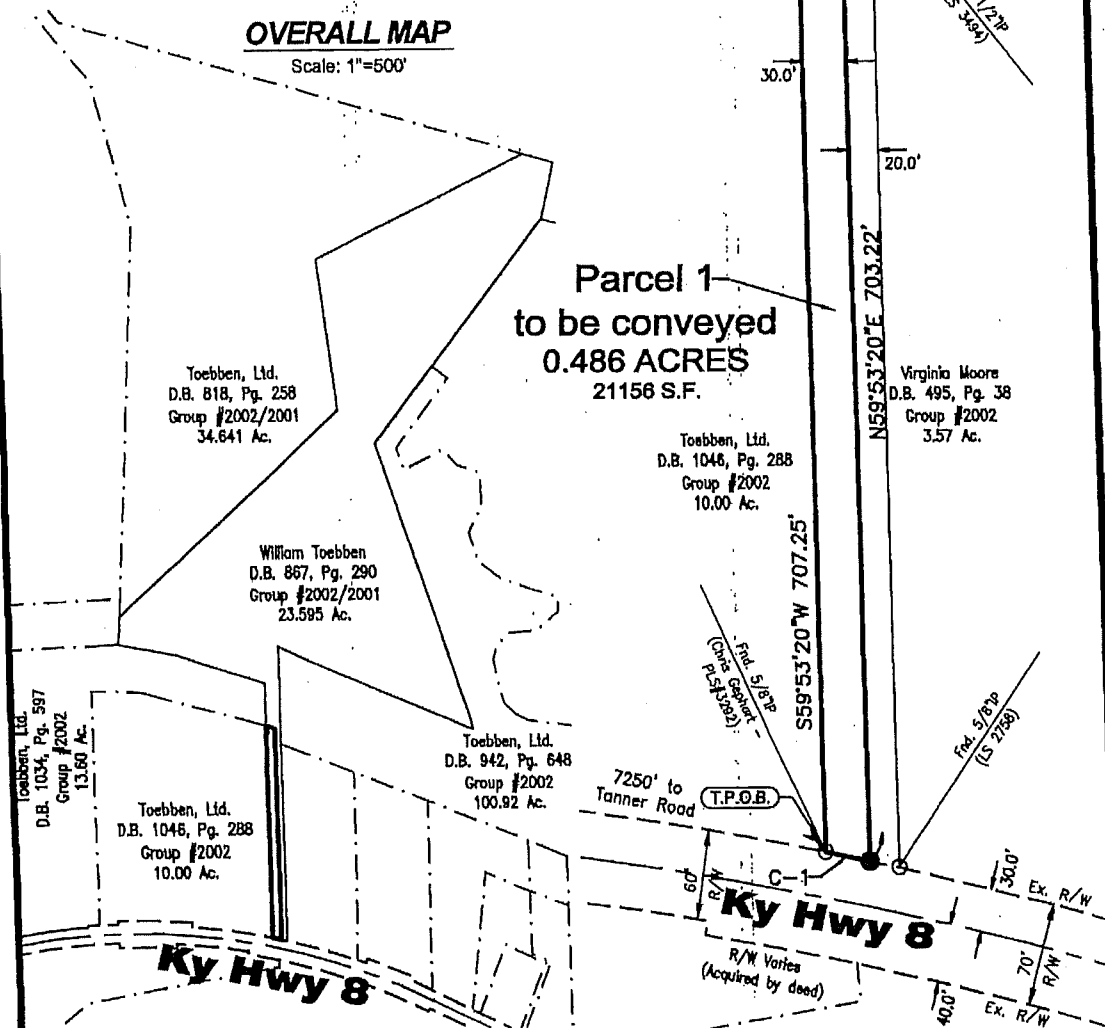 OVERALL MAP
Scale: 1"=500'
1/2"IP
3494)
30.0'
20.0'
Parcel 1
to be conveyed
0.486 ACRES
21156 S.F.
N59°53'20"E 703.22'
Toebben, Ltd.
D.B. 818, Pg. 258
Group #2002/2001
34.641 Ac.
Virginia Moore
D.B. 495, Pg. 38
Group #2002
3.57 Ac.
Toebben, Ltd.
D.B. 1046, Pg. 288
Group #2002
10.00 Ac.
S59°53'20"W 707.25'
William Toebben
D.B. 867, Pg. 290
Group #2002/2001
23.595 Ac.
Fnd. 5/8"IP
(Chris Gephart
PLS#3292)
Fnd. 5/8"IP
(LS 2758)
Toebben, Ltd.
D.B. 1034, Pg. 597
Group #2002
13.60 Ac.
Toebben, Ltd.
D.B. 942, Pg. 648
Group #2002
100.92 Ac.
7250' to
Tanner Road
T.P.O.B.
Toebben, Ltd.
D.B. 1046, Pg. 288
Group #2002
10.00 Ac.
C-1
60'
R/W
30.0'
Ex. R/W
Ky Hwy 8
70'
R/W
R/W Varies
(Acquired by deed)
40.0'
Ex. R/W
Ky Hwy 8